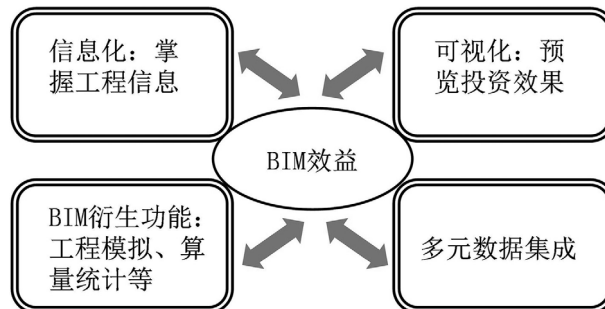 信息化：掌
握工程信息
可视化：预
览投资效果
BIM效益
BIM衍生功能：
工程模拟、算
量统计等
多元数据集成